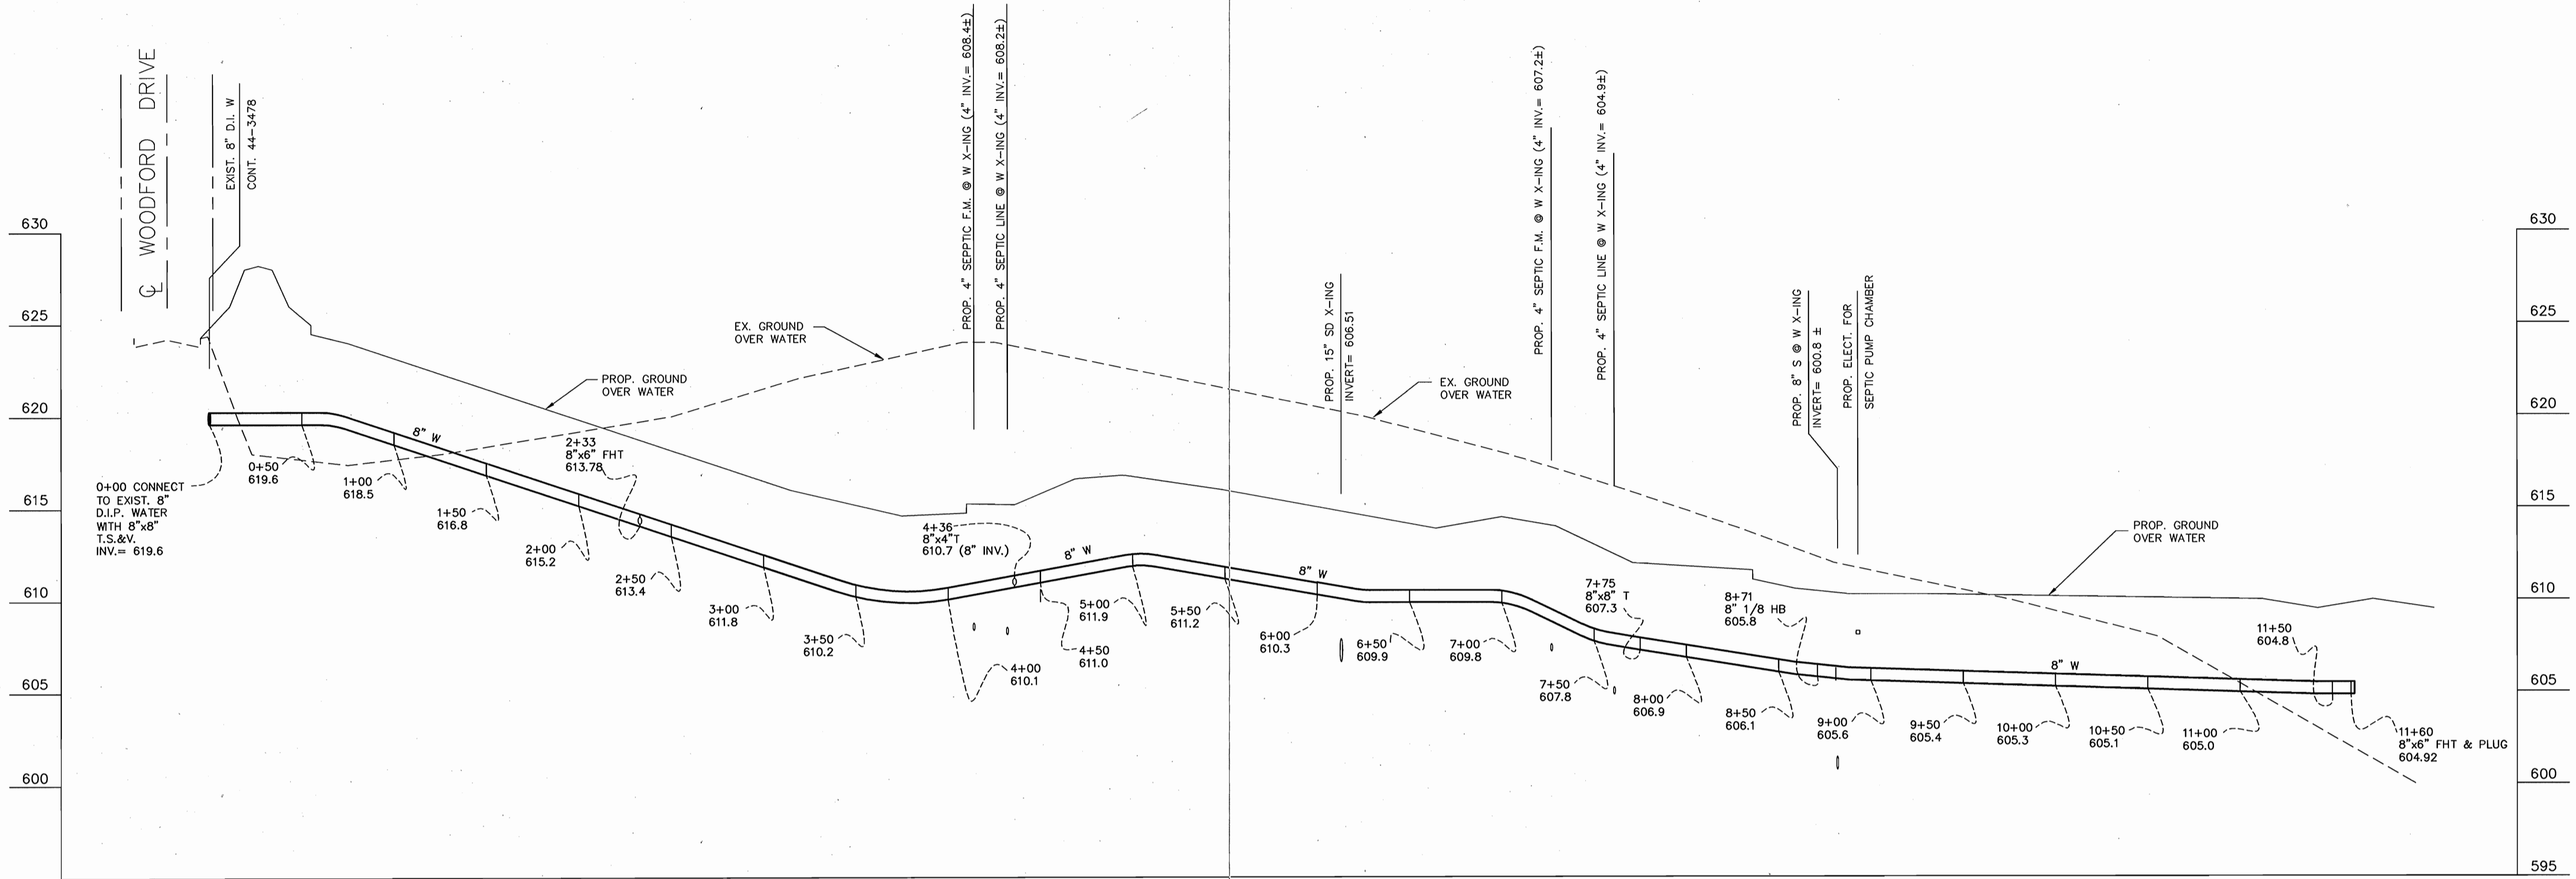 ℄ WOODFORD DRIVE
EXIST. 8" D.I. W
CONT. 44-3478
PROP. 4" SEPTIC F.M. @ W X-ING (4" INV.= 608.4±)
PROP. 4" SEPTIC LINE @ W X-ING (4" INV.= 608.2±)
PROP. 15" SD X-ING
INVERT= 606.51
PROP. 4" SEPTIC F.M. @ W X-ING (4" INV.= 607.2±)
PROP. 4" SEPTIC LINE @ W X-ING (4" INV.= 604.9±)
PROP. 8" S @ W X-ING
INVERT= 600.8 ±
PROP. ELECT. FOR
SEPTIC PUMP CHAMBER
630
625
620
615
610
605
600
630
625
620
615
610
605
600
595
EX. GROUND
OVER WATER
PROP. GROUND
OVER WATER
EX. GROUND
OVER WATER
PROP. GROUND
OVER WATER
8" W
8" W
8" W
8" W
0+00 CONNECT
TO EXIST. 8"
D.I.P. WATER
WITH 8"x8"
T.S.&V.
INV.= 619.6
0+50
619.6
1+00
618.5
1+50
616.8
2+00
615.2
2+33
8"x6" FHT
613.78
2+50
613.4
3+00
611.8
3+50
610.2
4+00
610.1
4+36
8"x4"T
610.7 (8" INV.)
4+50
611.0
5+00
611.9
5+50
611.2
6+00
610.3
6+50
609.9
7+00
609.8
7+50
607.8
7+75
8"x8" T
607.3
8+00
606.9
8+50
606.1
8+71
8" 1/8 HB
605.8
9+00
605.6
9+50
605.4
10+00
605.3
10+50
605.1
11+00
605.0
11+50
604.8
11+60
8"x6" FHT & PLUG
604.92